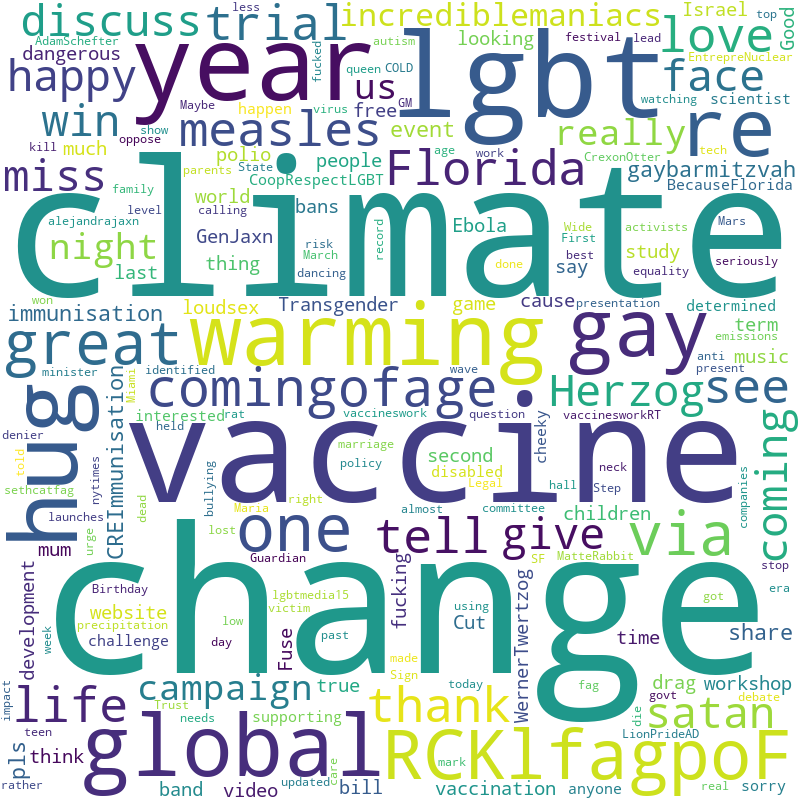 less
top
discuss
trial
incrediblemaniacs
Israel
Good
AdamSchefter
fucked
autism
looking
festival
lead
love
dangerous
year
lgbt
EntrepreNuclear
happy
queen
COLD
us
face
watching
scientist
Maybe
happen
virus
free
GM
win
measles
re
show
oppose
event
really
tech
kill
much
polio
State
people
age
work
CrexonOtter
miss
parents
Florida
gaybarmitzvah
family
world
CoopRespectLGBT
BecauseFlorida
level
alejandrajaxn
calling
bans
Wide
activists
Mars
climate
night
GenJaxn
risk
March
record
Ebola
First
study
last
thing
dancing
done
say
best
equality
seriously
won
loudsex
Transgender
game
cause
presentation
determined
immunisation
term
emissions
great
warming
gay
anti
present
music
minister
Miami
identified
wave
hug
comingofage
Herzog
see
interested
rat
vaccineswork
question
vaccinesworkRT
denier
held
cheeky
told
CREImmunisation
vaccine
marriage
second
neck
hall
companies
coming
sethcatfag
nytimes
bullying
policy
disabled
Legal
Step
launches
dead
Maria
right
almost
committee
children
one
urge
lost
tell
give
via
mum
Guardian
SF
MatteRabbit
stop
era
development
change
Birthday
lgbtmedia15
victim
low
using
fucking
WernerTwertzog
got
website
precipitation
Cut
time
share
week
challenge
day
Fuse
past
made
Sign
today
fag
drag
workshop
govt
debate
impact
life
campaign
true
thank
satan
teen
Trust
needs
supporting
die
LionPrideAD
pls
think
global
care
mark
RCKlfagpoF
rather
band
video
updated
bill
vaccination
anyone
real
sorry